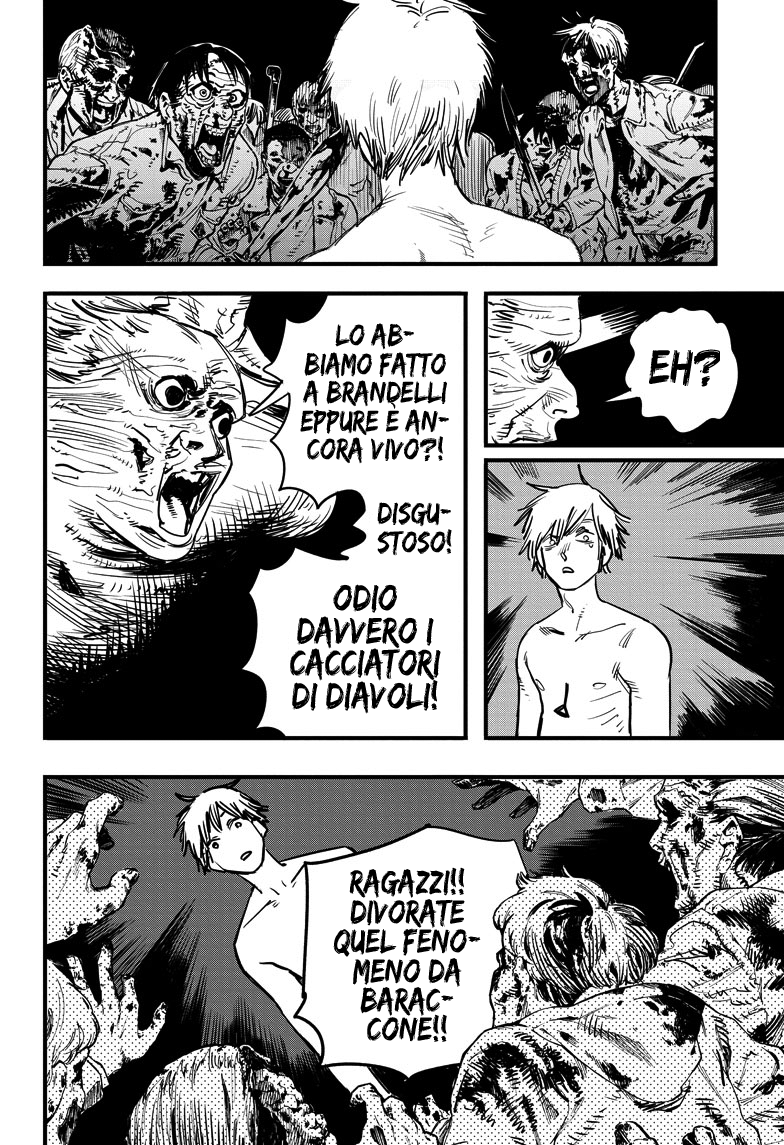 LO AB-
BIAMO FATTO
A BRANDELLI
EPPURE È AN-
CORA VIVO?!
DISGU-
STOSO!
ODIO
DAVVERO I
CACCIATORI
DI DIAVOLI!
EH?
RAGAZZI!!
DIVORATE
QUEL FENO-
MENO DA
BARAC-
CONE!!